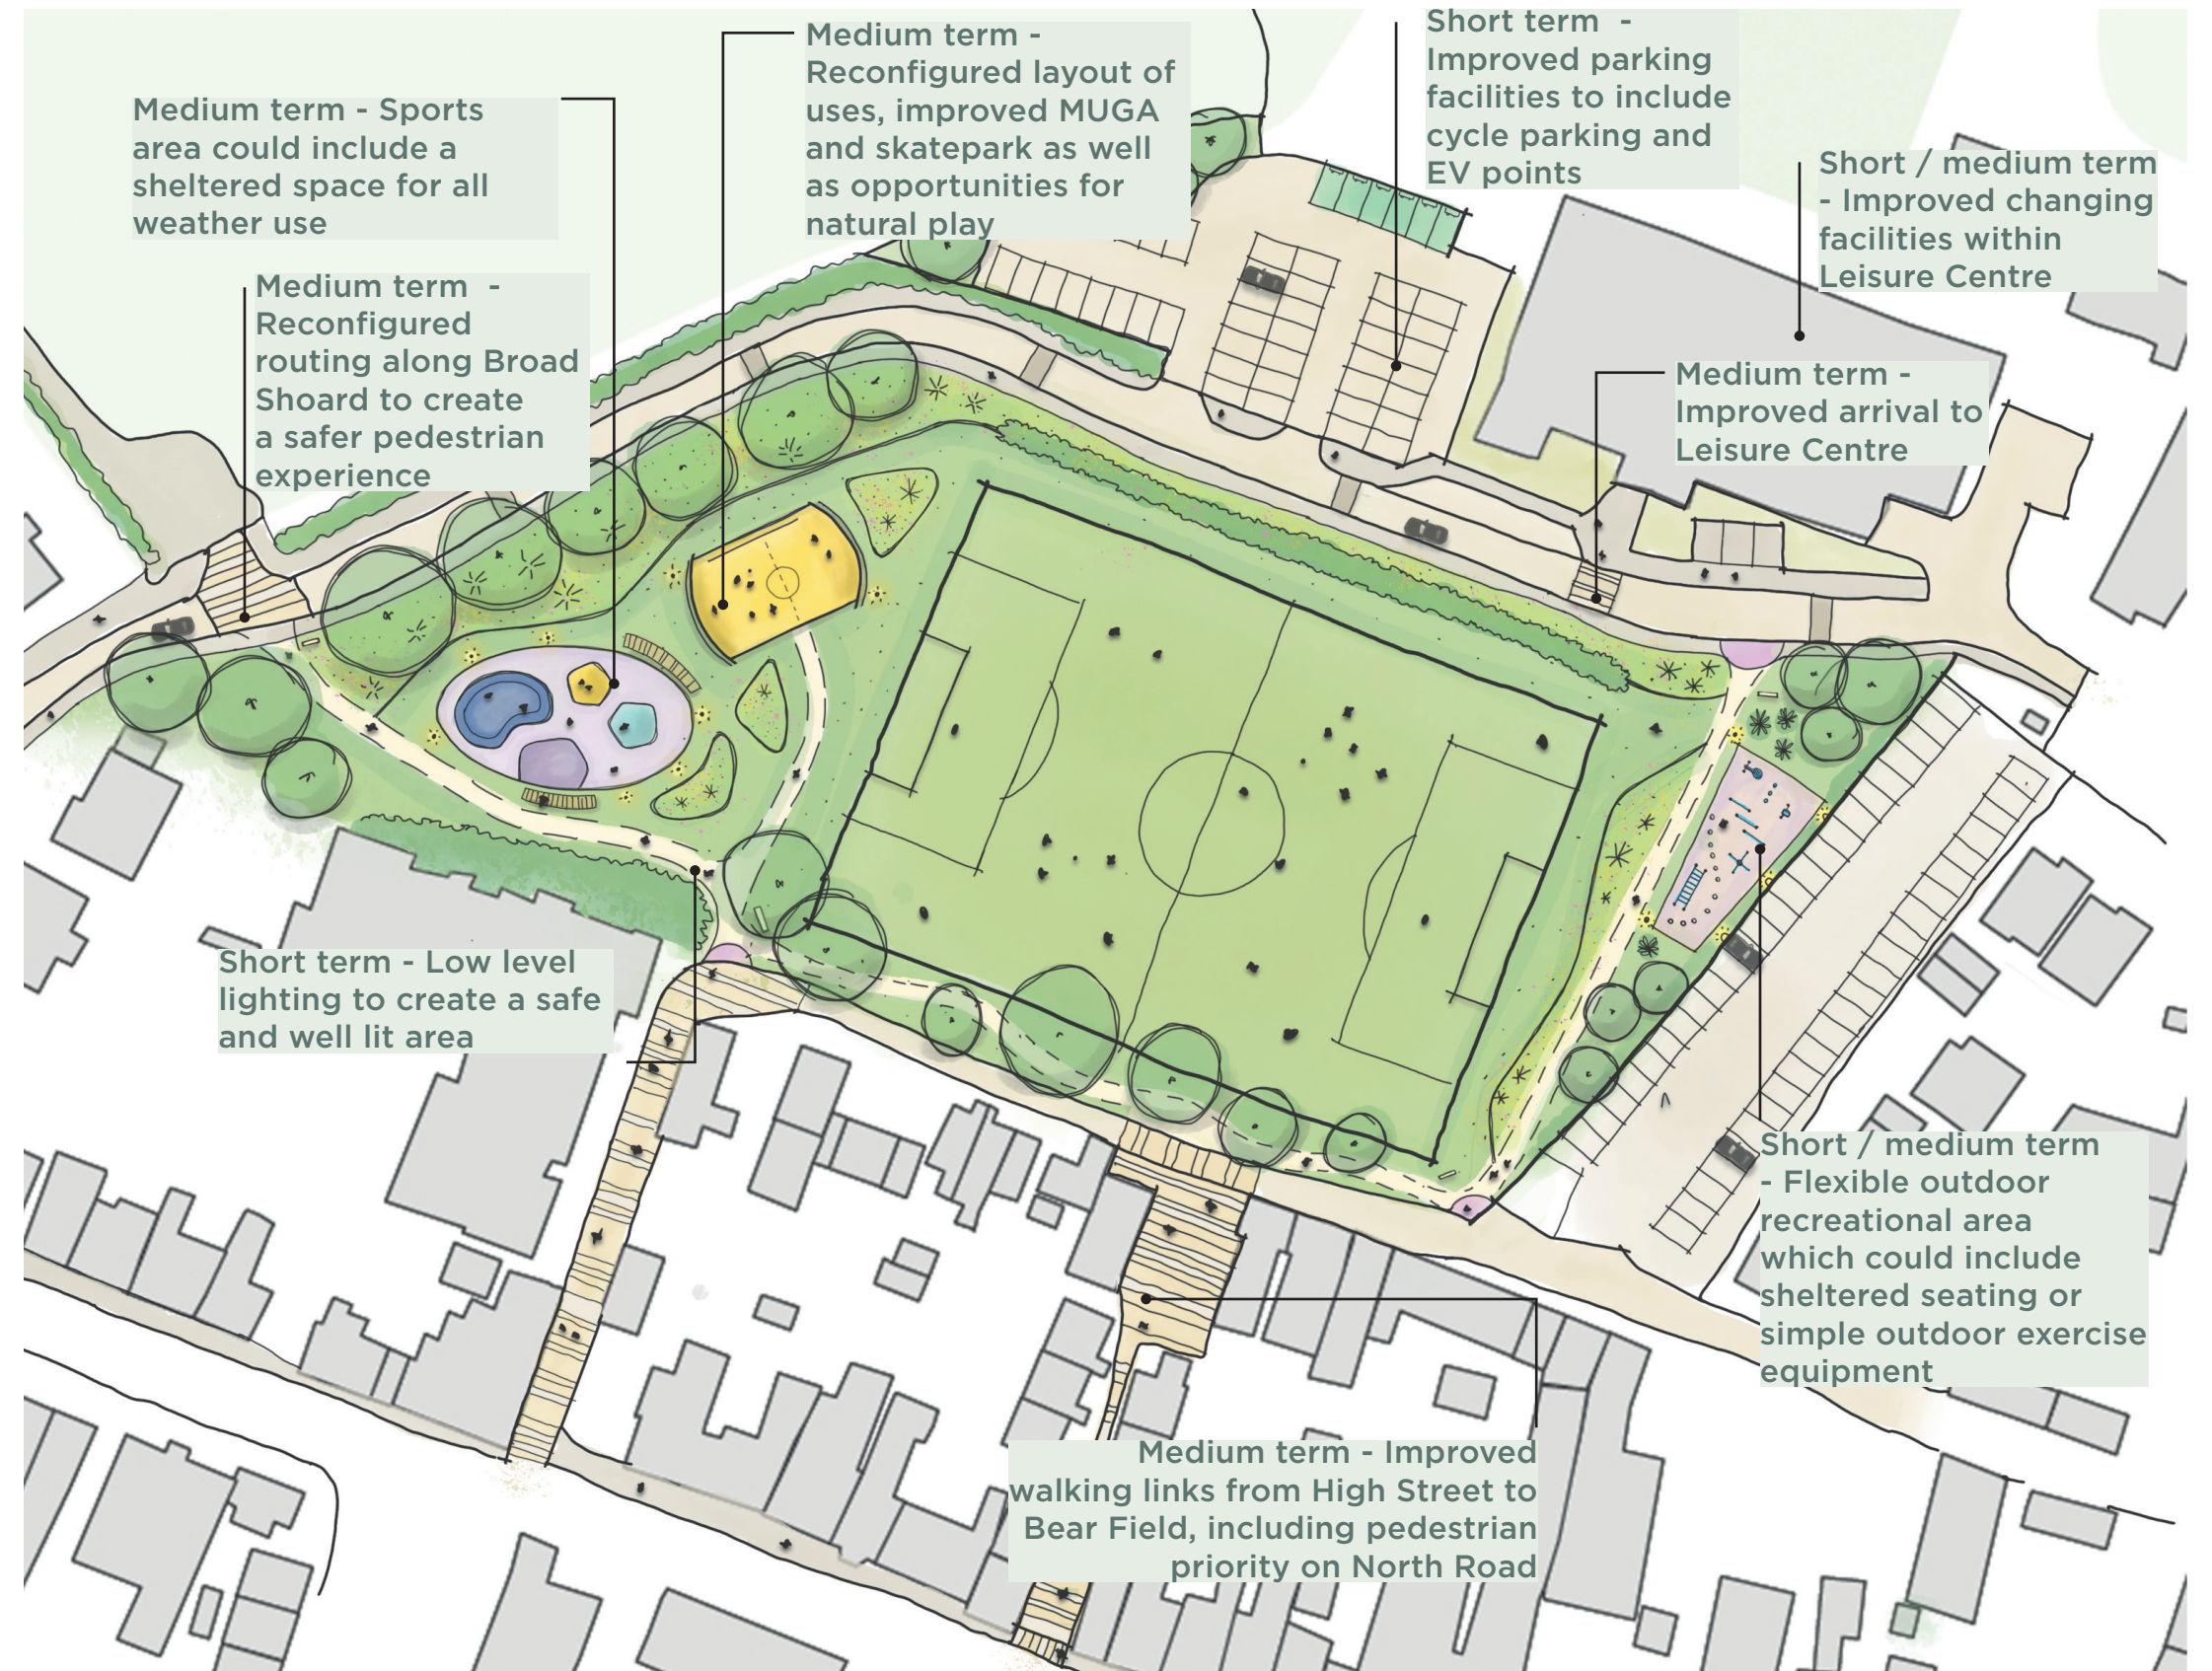 Medium term - Sports
area could include a
sheltered space for all
weather use
Medium term -
Reconfigured layout of
uses, improved MUGA
and skatepark as well
as opportunities for
natural play
Short term -
Improved parking
facilities to include
cycle parking and
EV points
Short / medium term
- Improved changing
facilities within
Leisure Centre
Medium term -
Reconfigured
routing along Broad
Shoard to create
a safer pedestrian
experience
Medium term -
Improved arrival to
Leisure Centre
Short term - Low level
lighting to create a safe
and well lit area
Short / medium term
- Flexible outdoor
recreational area
which could include
sheltered seating or
simple outdoor exercise
equipment
Medium term - Improved
walking links from High Street to
Bear Field, including pedestrian
priority on North Road